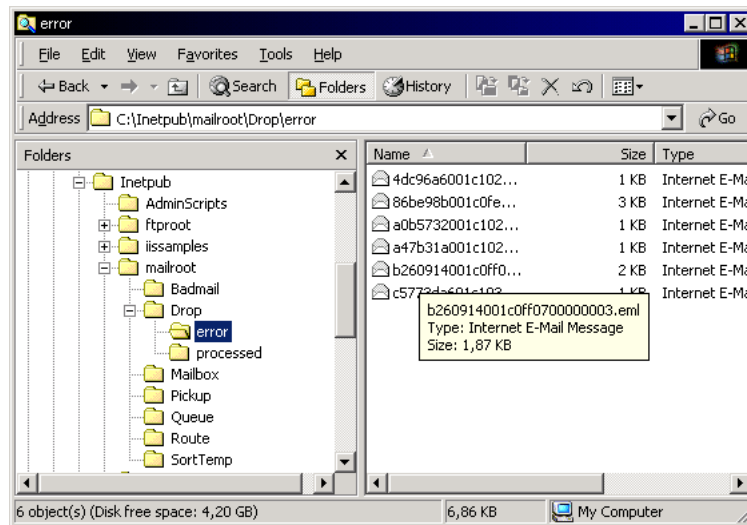 error
File Edit View Favorites Tools Help
Back Search Folders History
Address C:\Inetpub\mailroot\Drop\error Go
Folders
Inetpub
AdminScripts
ftproot
iissamples
mailroot
Badmail
Drop
error
processed
Mailbox
Pickup
Queue
Route
SortTemp
Name Size Type
4dc96a6001c102... 1 KB Internet E-Ma
86be98b001c0fe... 3 KB Internet E-Ma
a0b5732001c102... 1 KB Internet E-Ma
a47b31a001c102... 1 KB Internet E-Ma
b260914001c0ff0... 2 KB Internet E-Ma
1 KB Internet E-Ma
b260914001c0ff0700000003.eml
Type: Internet E-Mail Message
Size: 1,87 KB
6 object(s) (Disk free space: 4,20 GB) 6,86 KB My Computer